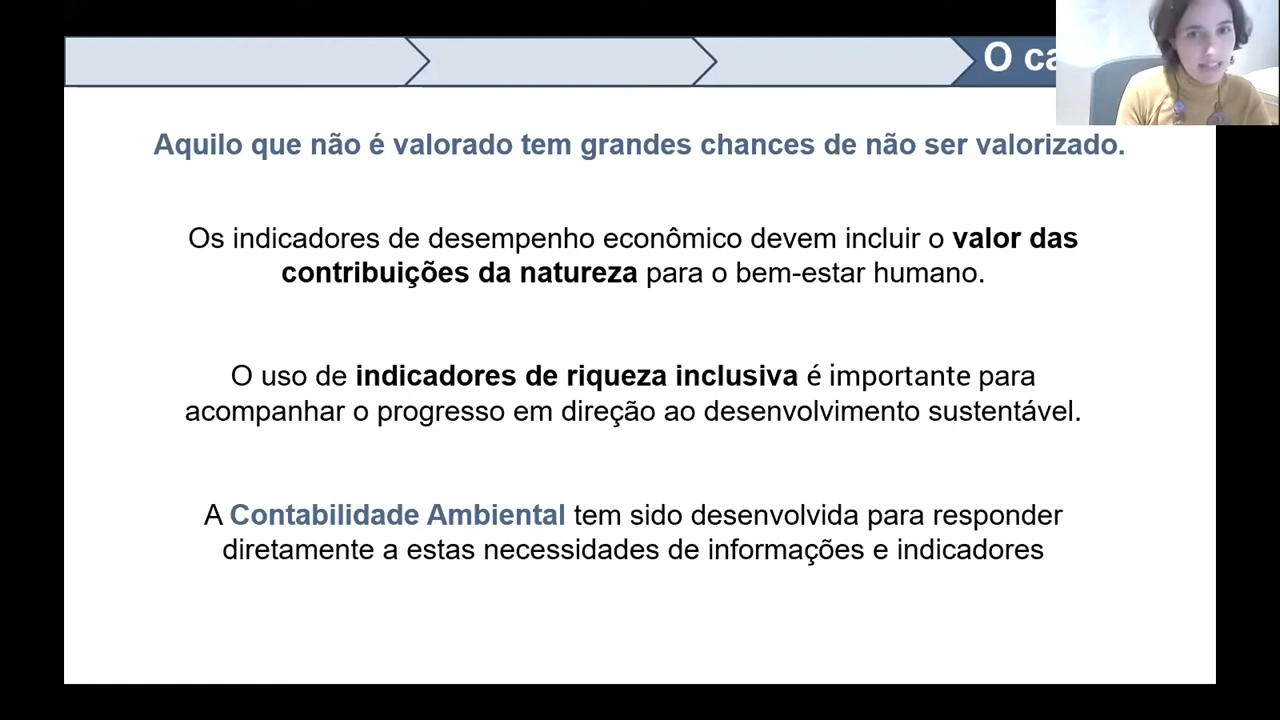 O
Aquilo que não é valorado tem grandes chances de não ser valorizado.
Os indicadores de desempenho econômico devem incluir o valor das
contribuições da natureza para o bem-estar humano.
O uso de indicadores de riqueza inclusiva é importante para
acompanhar o progresso em direção ao desenvolvimento sustentável.
A Contabilidade Ambiental tem sido desenvolvida para responder
diretamente a estas necessidades de informações e indicadores